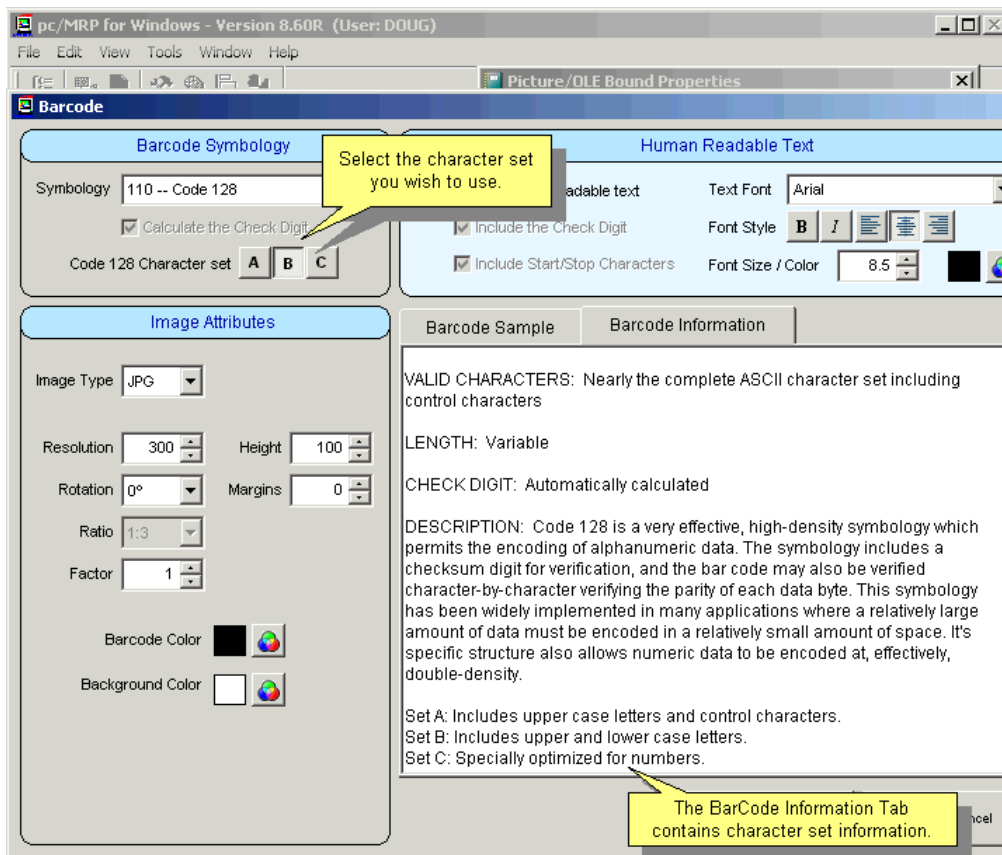 pc/MRP for Windows - Version 8.60R (User: DOUG)
File Edit View Tools Window Help
Picture/OLE Bound Properties
Barcode
Barcode Symbology
Symbology 110 -- Code 128
Calculate the Check Digit
Code 128 Character set A B C
Select the character set
you wish to use.
Human Readable Text
adable text Text Font Arial
Include the Check Digit Font Style B I
Include Start/Stop Characters Font Size / Color 8.5
Image Attributes
Image Type JPG
Resolution 300 Height 100
Rotation 0° Margins 0
Ratio 1:3
Factor 1
Barcode Color
Background Color
Barcode Sample Barcode Information
VALID CHARACTERS: Nearly the complete ASCII character set including
control characters
LENGTH: Variable
CHECK DIGIT: Automatically calculated
DESCRIPTION: Code 128 is a very effective, high-density symbology which
permits the encoding of alphanumeric data. The symbology includes a
checksum digit for verification, and the bar code may also be verified
character-by-character verifying the parity of each data byte. This symbology
has been widely implemented in many applications where a relatively large
amount of data must be encoded in a relatively small amount of space. It's
specific structure also allows numeric data to be encoded at, effectively,
double-density.
Set A: Includes upper case letters and control characters.
Set B: Includes upper and lower case letters.
Set C: Specially optimized for numbers.
The BarCode Information Tab
contains character set information.
ncel